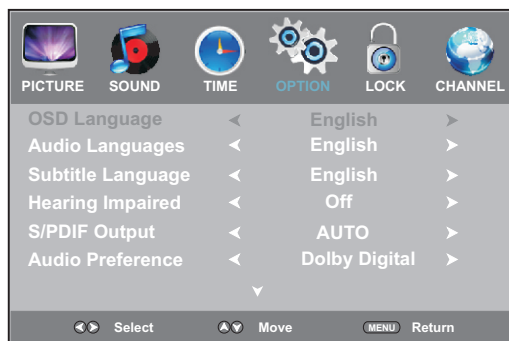 PICTURE SOUND TIME OPTION LOCK CHANNEL
OSD Language English
Audio Languages English
Subtitle Language English
Hearing Impaired Off
S/PDIF Output AUTO
Audio Preference Dolby Digital
Select Move MENU Return